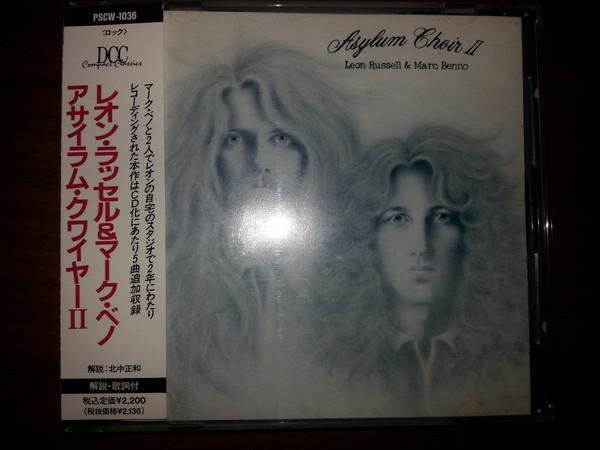 PSCW-1036
〈ロック〉
DCC
Compact Classics
レオン・ラッセル&マーク・ベノ
アサイラム・クワイヤーII
マーク・ベノと2人でレオンの自宅のスタジオで2年にわたり
レコーディングされた本作はCD化にあたり5曲追加収録
解説：北中正和
解説・歌詞付
税込定価¥2,200
(税抜価格¥2,136)
Asylum Choir II
Leon Russell & Marc Benno